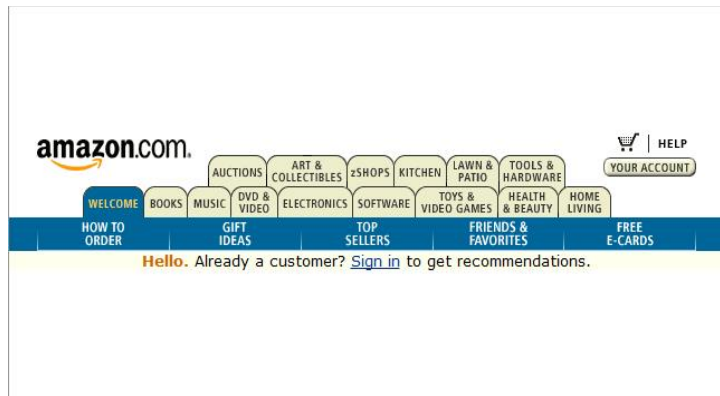 amazon.com.
HELP
YOUR ACCOUNT
AUCTIONS
ART &
COLLECTIBLES
zSHOPS
KITCHEN
LAWN &
PATIO
TOOLS &
HARDWARE
WELCOME
BOOKS
MUSIC
DVD &
VIDEO
ELECTRONICS
SOFTWARE
TOYS &
VIDEO GAMES
HEALTH
& BEAUTY
HOME
LIVING
HOW TO
ORDER
GIFT
IDEAS
TOP
SELLERS
FRIENDS &
FAVORITES
FREE
E-CARDS
Hello. Already a customer? Sign in to get recommendations.